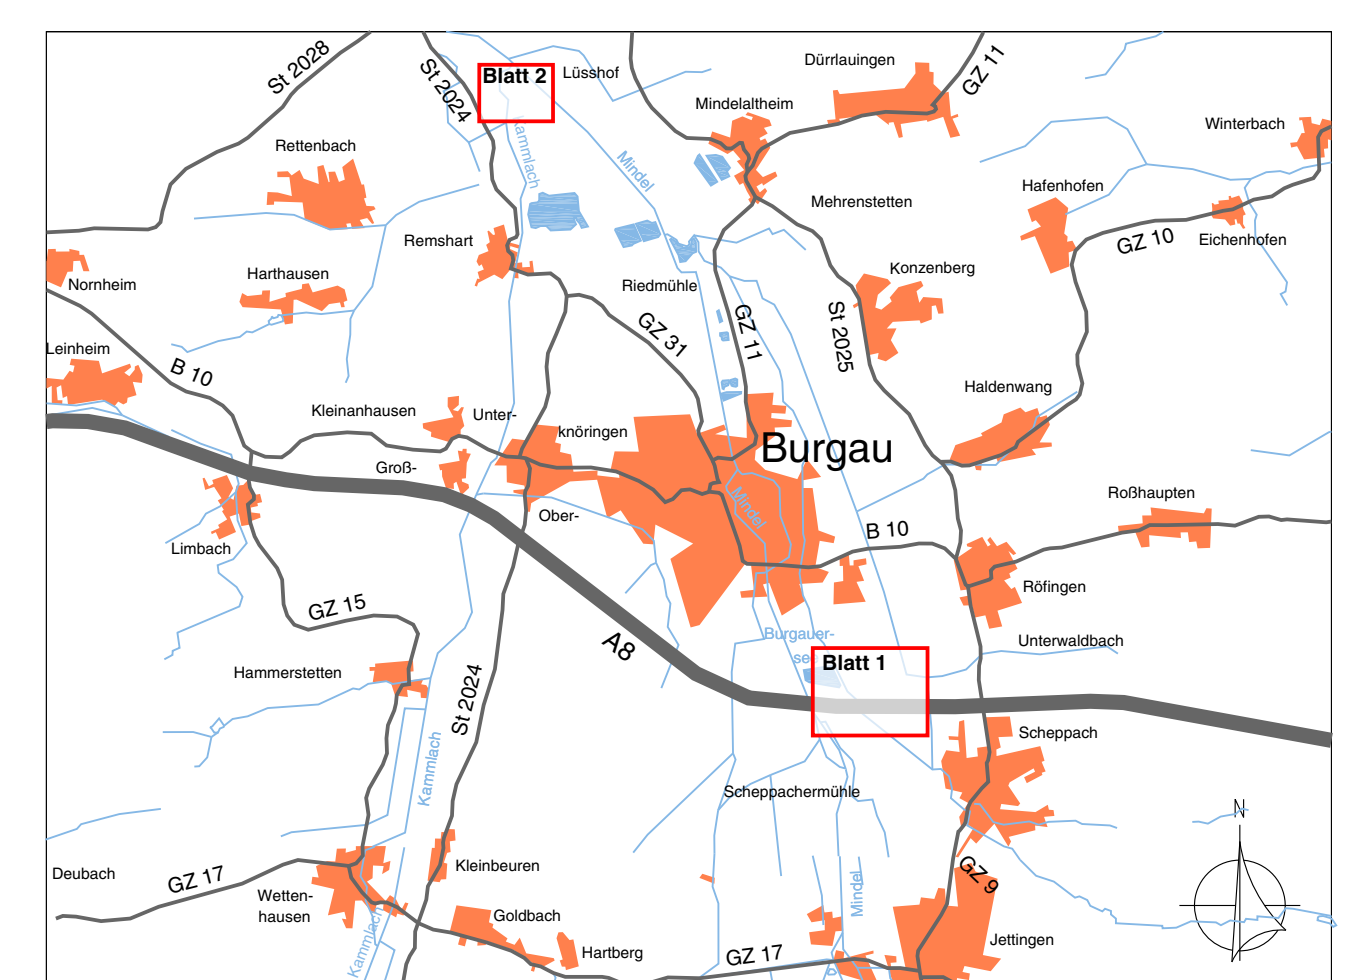 St 2028
St 2024
Blatt 2
Lüsshof
Dürrlauingen
GZ 11
Mindelaltheim
Winterbach
Kammlach
Mindel
Rettenbach
Hafenhofen
Mehrenstetten
Remshart
GZ 10
Eichenhofen
Nornheim
Harthausen
Riedmühle
Konzenberg
GZ 31
GZ 11
St 2025
Leinheim
B 10
Haldenwang
Kleinanhausen
Unter-
knöringen
Burgau
Groß-
Roßhaupten
Mindel
Ober-
B 10
Limbach
Röfingen
GZ 15
Burgauer-
se
Unterwaldbach
A8
Blatt 1
Hammerstetten
St 2024
Scheppach
Kammlach
Scheppachermühle
N
Deubach
GZ 17
Kleinbeuren
GZ 9
Wetten-
hausen
Mindel
Goldbach
Kammlach
Hartberg
GZ 17
Jettingen